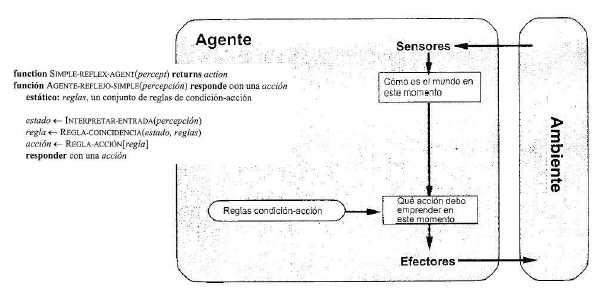 Agente
Sensores
function SIMPLE-REFLEX-AGENT(percept) returns action
función AGENTE-REFLEJO-SIMPLE(percepción) responde con una acción
estático: reglas, un conjunto de reglas de condición-acción
estado ← INTERPRETAR-ENTRADA(percepción)
regla ← REGLA-COINCIDENCIA(estado, reglas)
acción ← REGLA-ACCIÓN[regla]
responder con una acción
Cómo es el mundo en
este momento
Ambiente
Reglas condición-acción
Qué acción debo
emprender en
este momento
Efectores